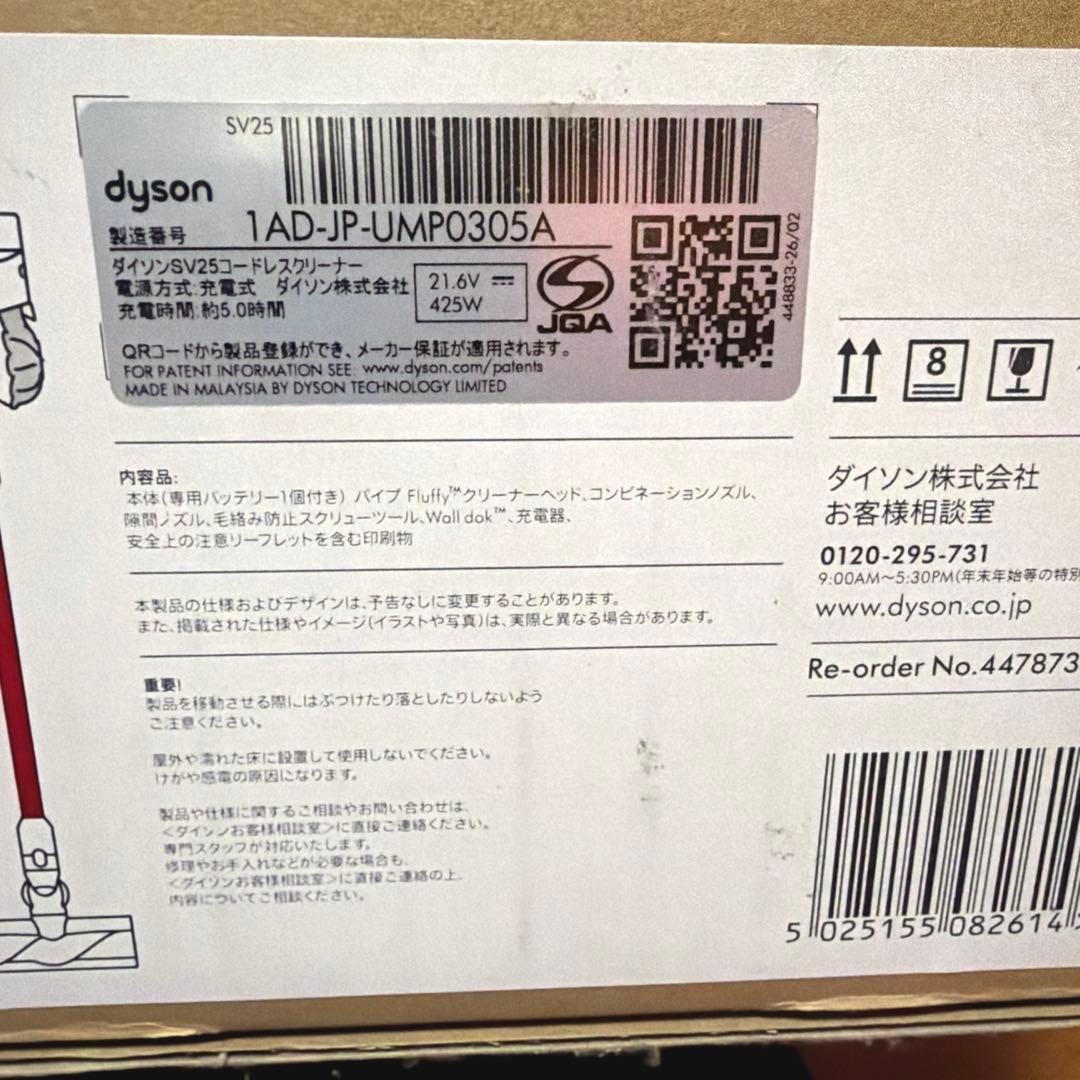 SV25
dyson
製造番号 1AD-JP-UMP0305A
ダイソンSV25コードレスクリーナー
電源方式:充電式 ダイソン株式会社
充電時間:約5.0時間
21.6V
425W
JQA
448833-26/02
QRコードから製品登録ができ、メーカー保証が適用されます。
FOR PATENT INFORMATION SEE: www.dyson.com/patents
MADE IN MALAYSIA BY DYSON TECHNOLOGY LIMITED
8
内容品:
本体(専用バッテリー1個付き) パイプ Fluffy™クリーナーヘッド、コンビネーションノズル、
隙間ノズル、毛絡み防止スクリューツール、Wall dok™、充電器、
安全上の注意リーフレットを含む印刷物
本製品の仕様およびデザインは、予告なしに変更することがあります。
また、掲載された仕様やイメージ(イラストや写真)は、実際と異なる場合があります。
重要!
製品を移動させる際にはぶつけたり落としたりしないよう
ご注意ください。
屋外や濡れた床に設置して使用しないでください。
けがや感電の原因になります。
製品や仕様に関するご相談やお問い合わせは、
<ダイソンお客様相談室>に直接ご連絡ください。
専門スタッフが対応いたします。
修理やお手入れなどが必要な場合も、
<ダイソンお客様相談室>に直接ご連絡の上、
内容についてご相談ください。
ダイソン株式会社
お客様相談室
0120-295-731
9:00AM〜5:30PM(年末年始等の特別
www.dyson.co.jp
Re-order No.447873
5 025155 082614